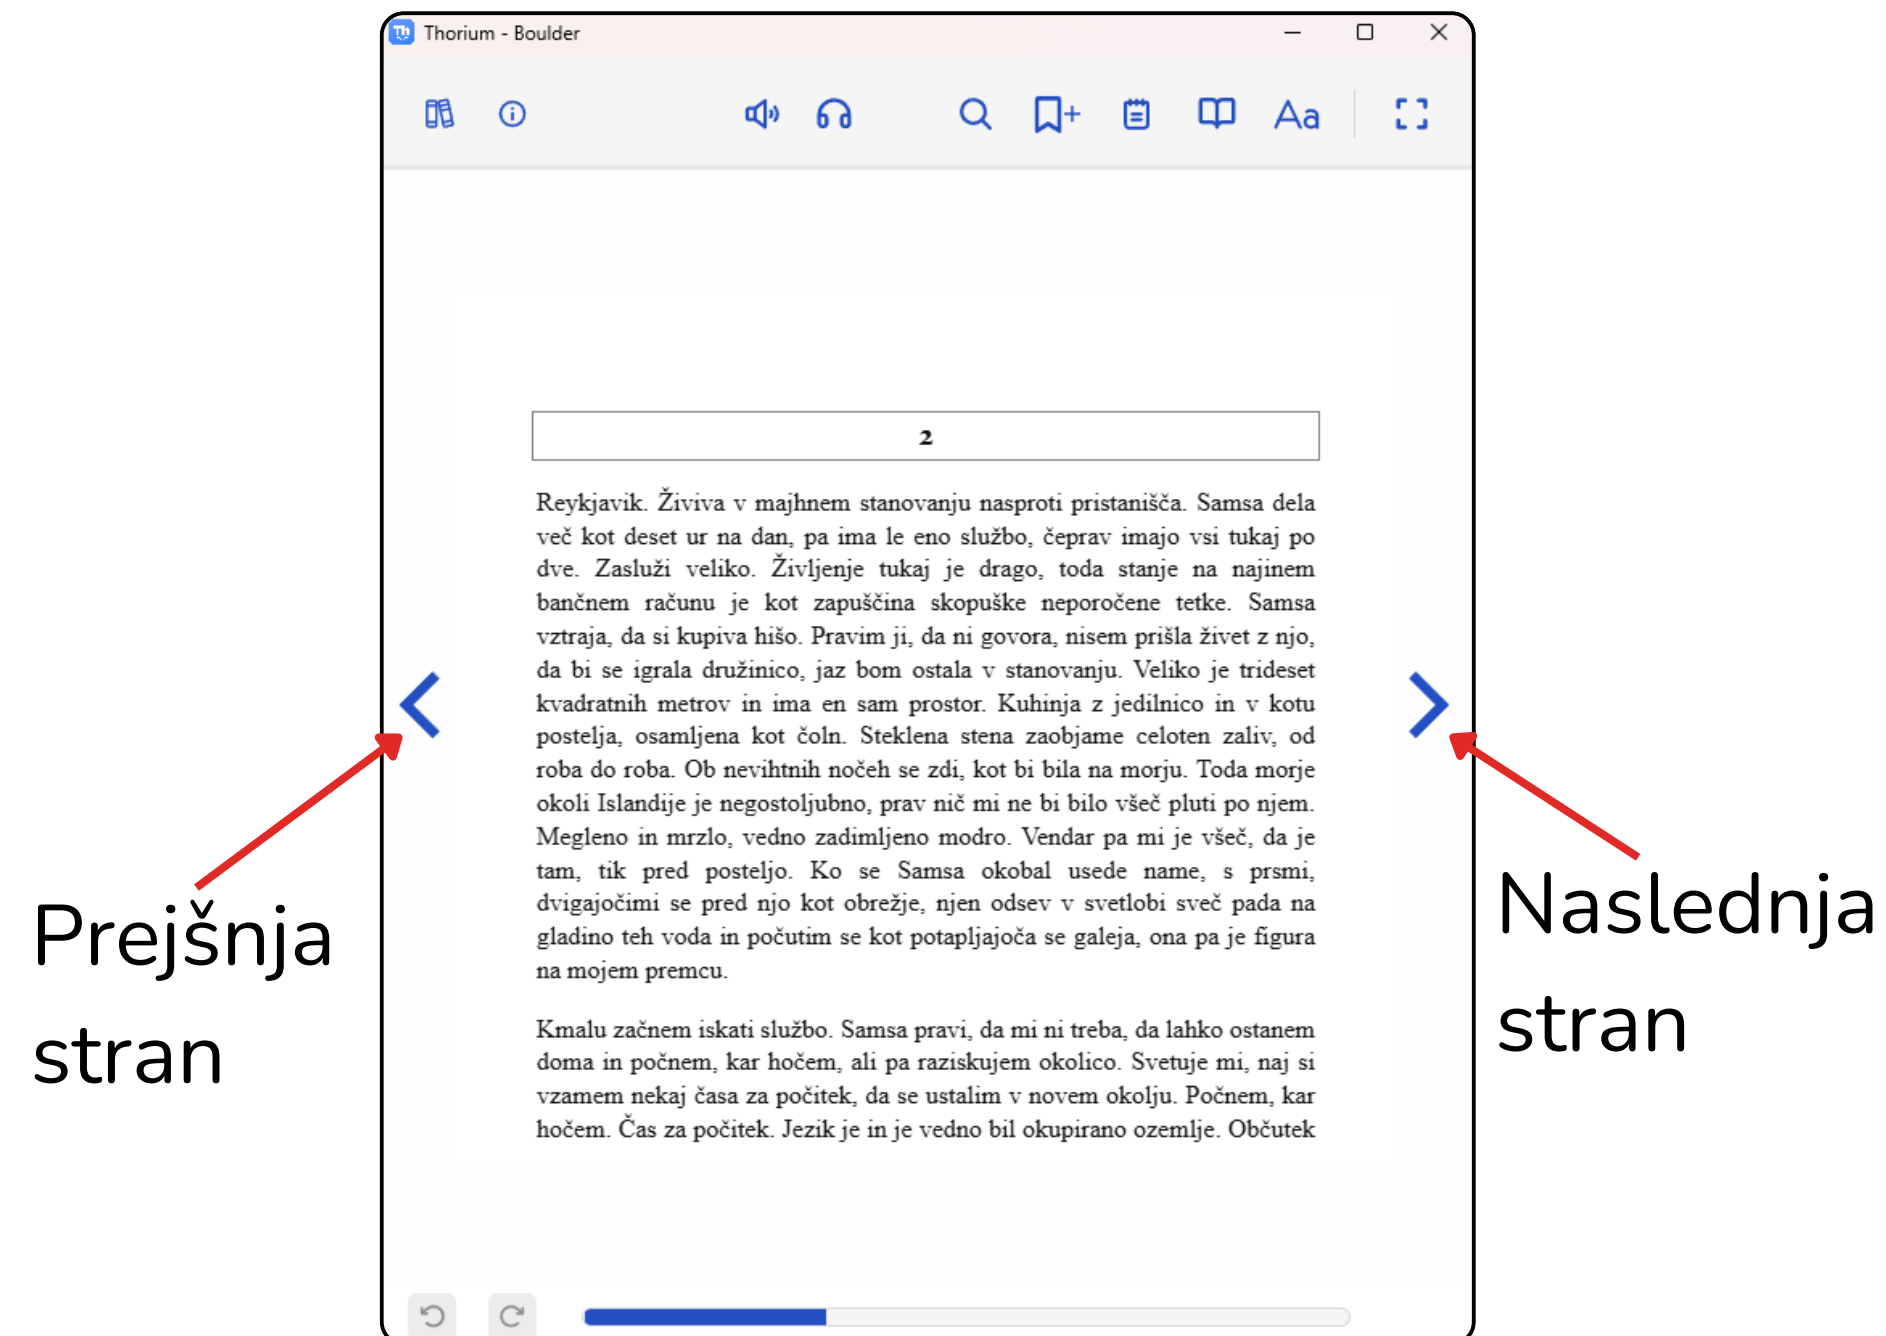 Thorium - Boulder
Aa
2
Reykjavik. Živiva v majhnem stanovanju nasproti pristanišča. Samsa dela
več kot deset ur na dan, pa ima le eno službo, čeprav imajo vsi tukaj po
dve. Zasluži veliko. Življenje tukaj je drago, toda stanje na najinem
bančnem računu je kot zapuščina skopuške neporočene tetke. Samsa
vztraja, da si kupiva hišo. Pravim ji, da ni govora, nisem prišla živet z njo,
da bi se igrala družinico, jaz bom ostala v stanovanju. Veliko je trideset
kvadratnih metrov in ima en sam prostor. Kuhinja z jedilnico in v kotu
postelja, osamljena kot čoln. Steklena stena zaobjame celoten zaliv, od
roba do roba. Ob nevihtnih nočeh se zdi, kot bi bila na morju. Toda morje
okoli Islandije je negostoljubno, prav nič mi ne bi bilo všeč pluti po njem.
Megleno in mrzlo, vedno zadimljeno modro. Vendar pa mi je všeč, da je
tam, tik pred posteljo. Ko se Samsa okobal usede name, s prsmi,
dvigajočimi se pred njo kot obrežje, njen odsev v svetlobi sveč pada na
gladino teh voda in počutim se kot potapljajoča se galeja, ona pa je figura
na mojem premcu.
Kmalu začnem iskati službo. Samsa pravi, da mi ni treba, da lahko ostanem
doma in počnem, kar hočem, ali pa raziskujem okolico. Svetuje mi, naj si
vzamem nekaj časa za počitek, da se ustalim v novem okolju. Počnem, kar
hočem. Čas za počitek. Jezik je in je vedno bil okupirano ozemlje. Občutek
Prejšnja
stran
Naslednja
stran